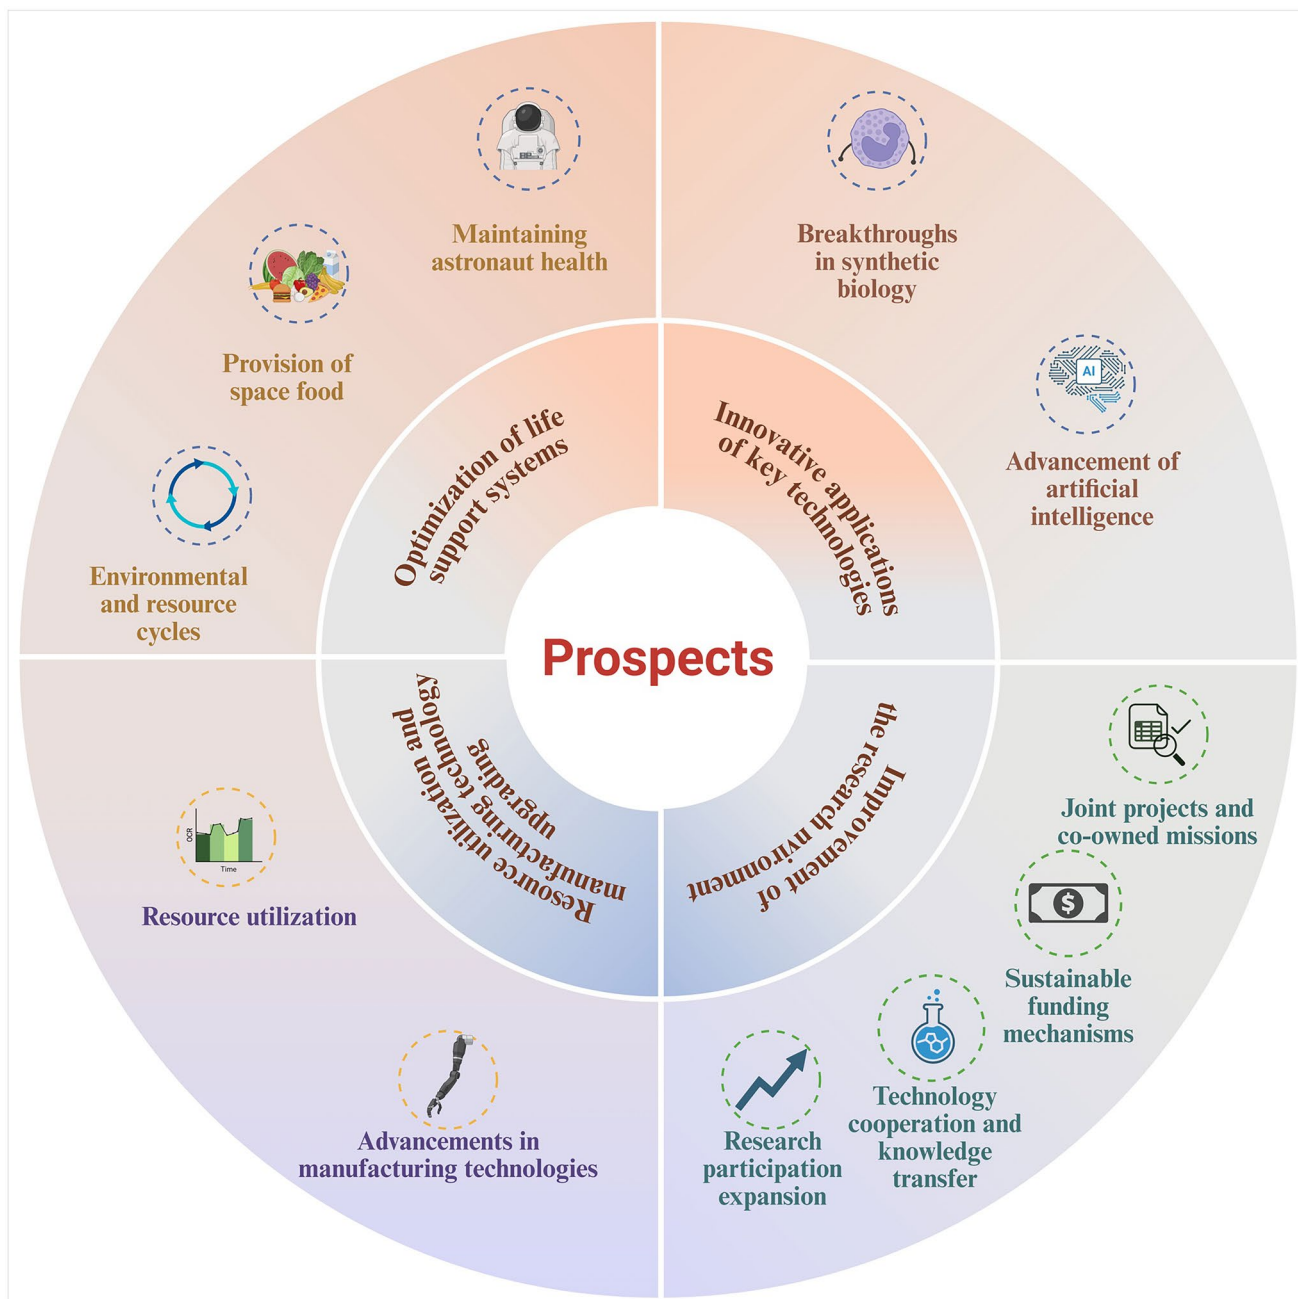 Maintaining
astronaut health
Provision of
space food
Environmental
and resource
cycles
Optimization of life
support systems
Breakthroughs
in synthetic
biology
AI
Advancement of
artificial
intelligence
Innovative applications
of key technologies
Prospects
Resource utilization and
manufacturing technology
upgrading
OCR
Time
Resource utilization
Advancements in
manufacturing technologies
Improvement of
the research nvironment
Joint projects and
co-owned missions
$
Sustainable
funding
mechanisms
Technology
cooperation and
knowledge
transfer
Research
participation
expansion